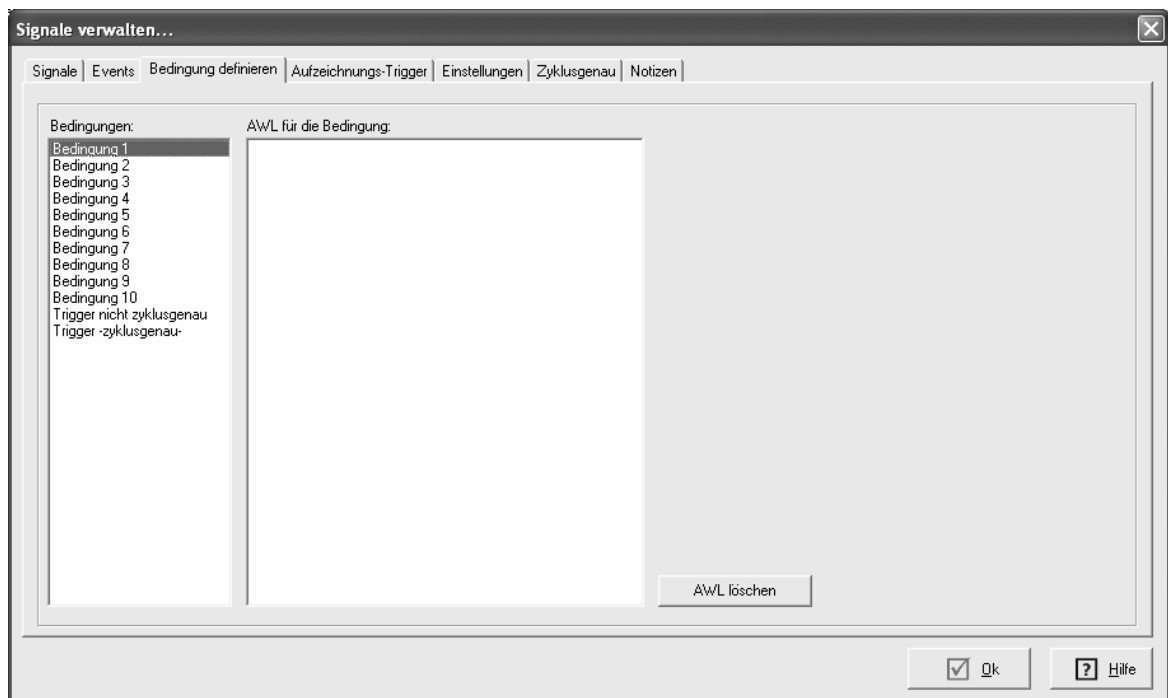 Signale verwalten...
Signale Events Bedingung definieren Aufzeichnungs-Trigger Einstellungen Zyklusgenau Notizen
Bedingungen:
AWL für die Bedingung:
Bedingung 1
Bedingung 2
Bedingung 3
Bedingung 4
Bedingung 5
Bedingung 6
Bedingung 7
Bedingung 8
Bedingung 9
Bedingung 10
Trigger nicht zyklusgenau
Trigger -zyklusgenau-
AWL löschen
Ok
Hilfe